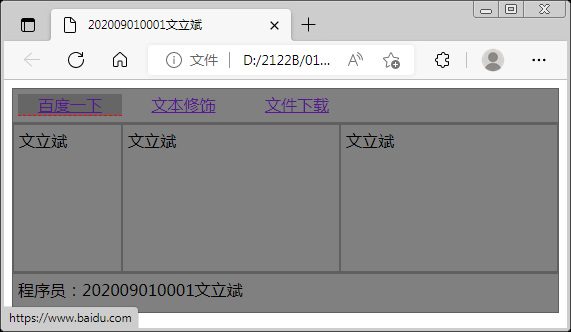 202009010001文立斌
文件 D:/2122B/01...
百度一下 文本修饰 文件下载
文立斌 文立斌 文立斌
程序员：202009010001文立斌
https://www.baidu.com